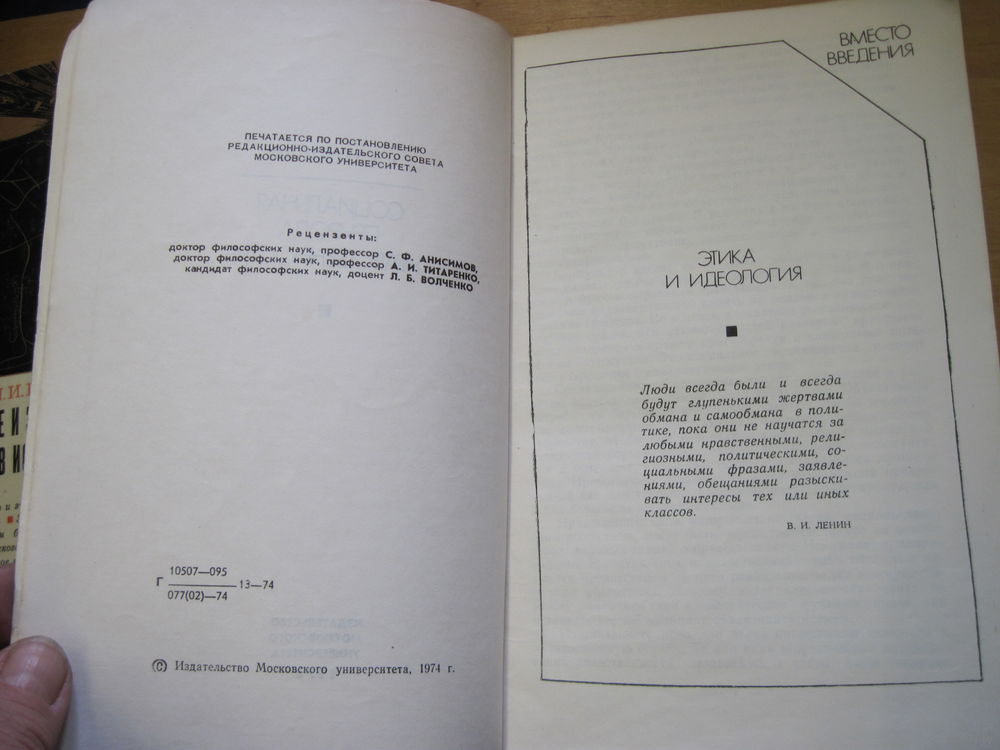 ПЕЧАТАЕТСЯ ПО ПОСТАНОВЛЕНИЮ
РЕДАКЦИОННО-ИЗДАТЕЛЬСКОГО СОВЕТА
МОСКОВСКОГО УНИВЕРСИТЕТА
Рецензенты:
доктор философских наук, профессор С. Ф. АНИСИМОВ,
доктор философских наук, профессор А. И. ТИТАРЕНКО,
кандидат философских наук, доцент Л. Б. ВОЛЧЕНКО
Г 10507—095
077(02)—74 13—74
© Издательство Московского университета, 1974 г.
ВМЕСТО
ВВЕДЕНИЯ
ЭТИКА
И ИДЕОЛОГИЯ
Люди всегда были и всегда
будут глупенькими жертвами
обмана и самообмана в поли-
тике, пока они не научатся за
любыми нравственными, рели-
гиозными, политическими, со-
циальными фразами, заявле-
ниями, обещаниями разыски-
вать интересы тех или иных
классов.
В. И. ЛЕНИН